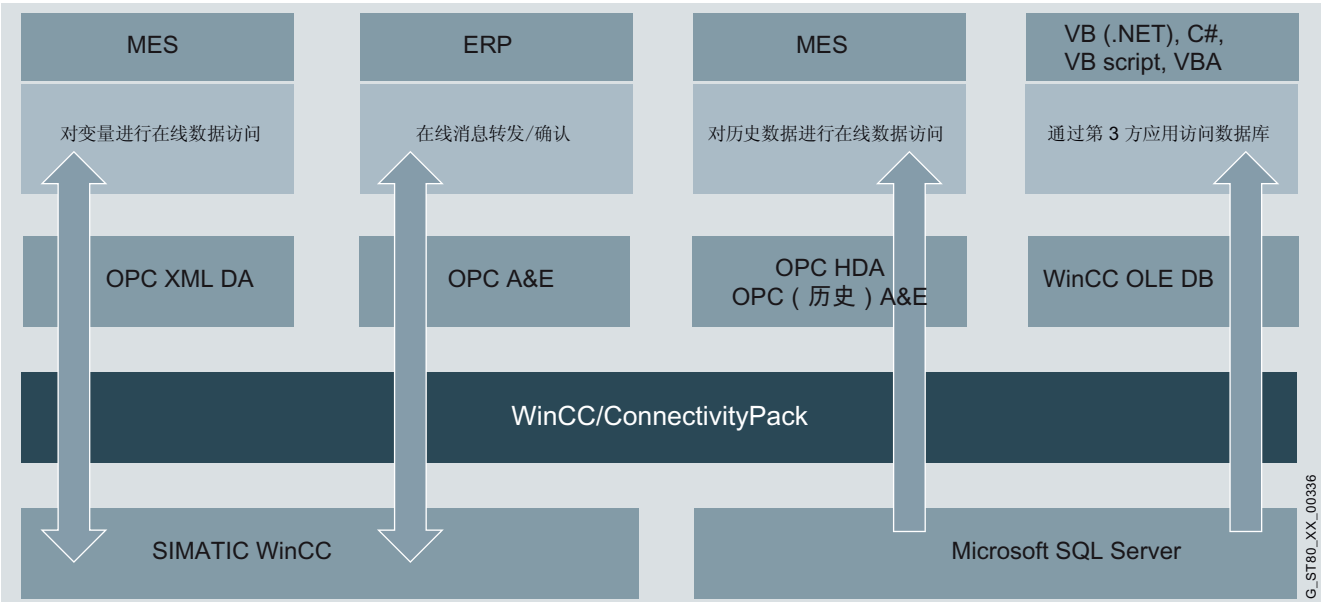 MES
ERP
MES
VB (.NET), C#,
VB script, VBA
对变量进行在线数据访问
在线消息转发/确认
对历史数据进行在线数据访问
通过第 3 方应用访问数据库
OPC XML DA
OPC A&E
OPC HDA
OPC（历史）A&E
WinCC OLE DB
WinCC/ConnectivityPack
SIMATIC WinCC
Microsoft SQL Server
G_ST80_XX_00336